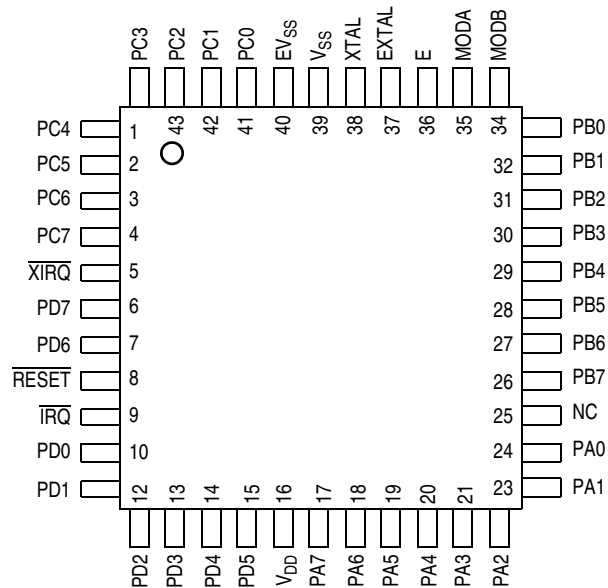 PC3 PC2 PC1 PC0 EVSS VSS XTAL EXTAL E MODA MODB
43 42 41 40 39 38 37 36 35 34
PC4 1 PB0
PC5 2 32 PB1
PC6 3 31 PB2
PC7 4 30 PB3
XIRQ 5 29 PB4
PD7 6 28 PB5
PD6 7 27 PB6
RESET 8 26 PB7
IRQ 9 25 NC
PD0 10 24 PA0
PD1 23 PA1
12 13 14 15 16 17 18 19 20 21
PD2 PD3 PD4 PD5 VDD PA7 PA6 PA5 PA4 PA3 PA2